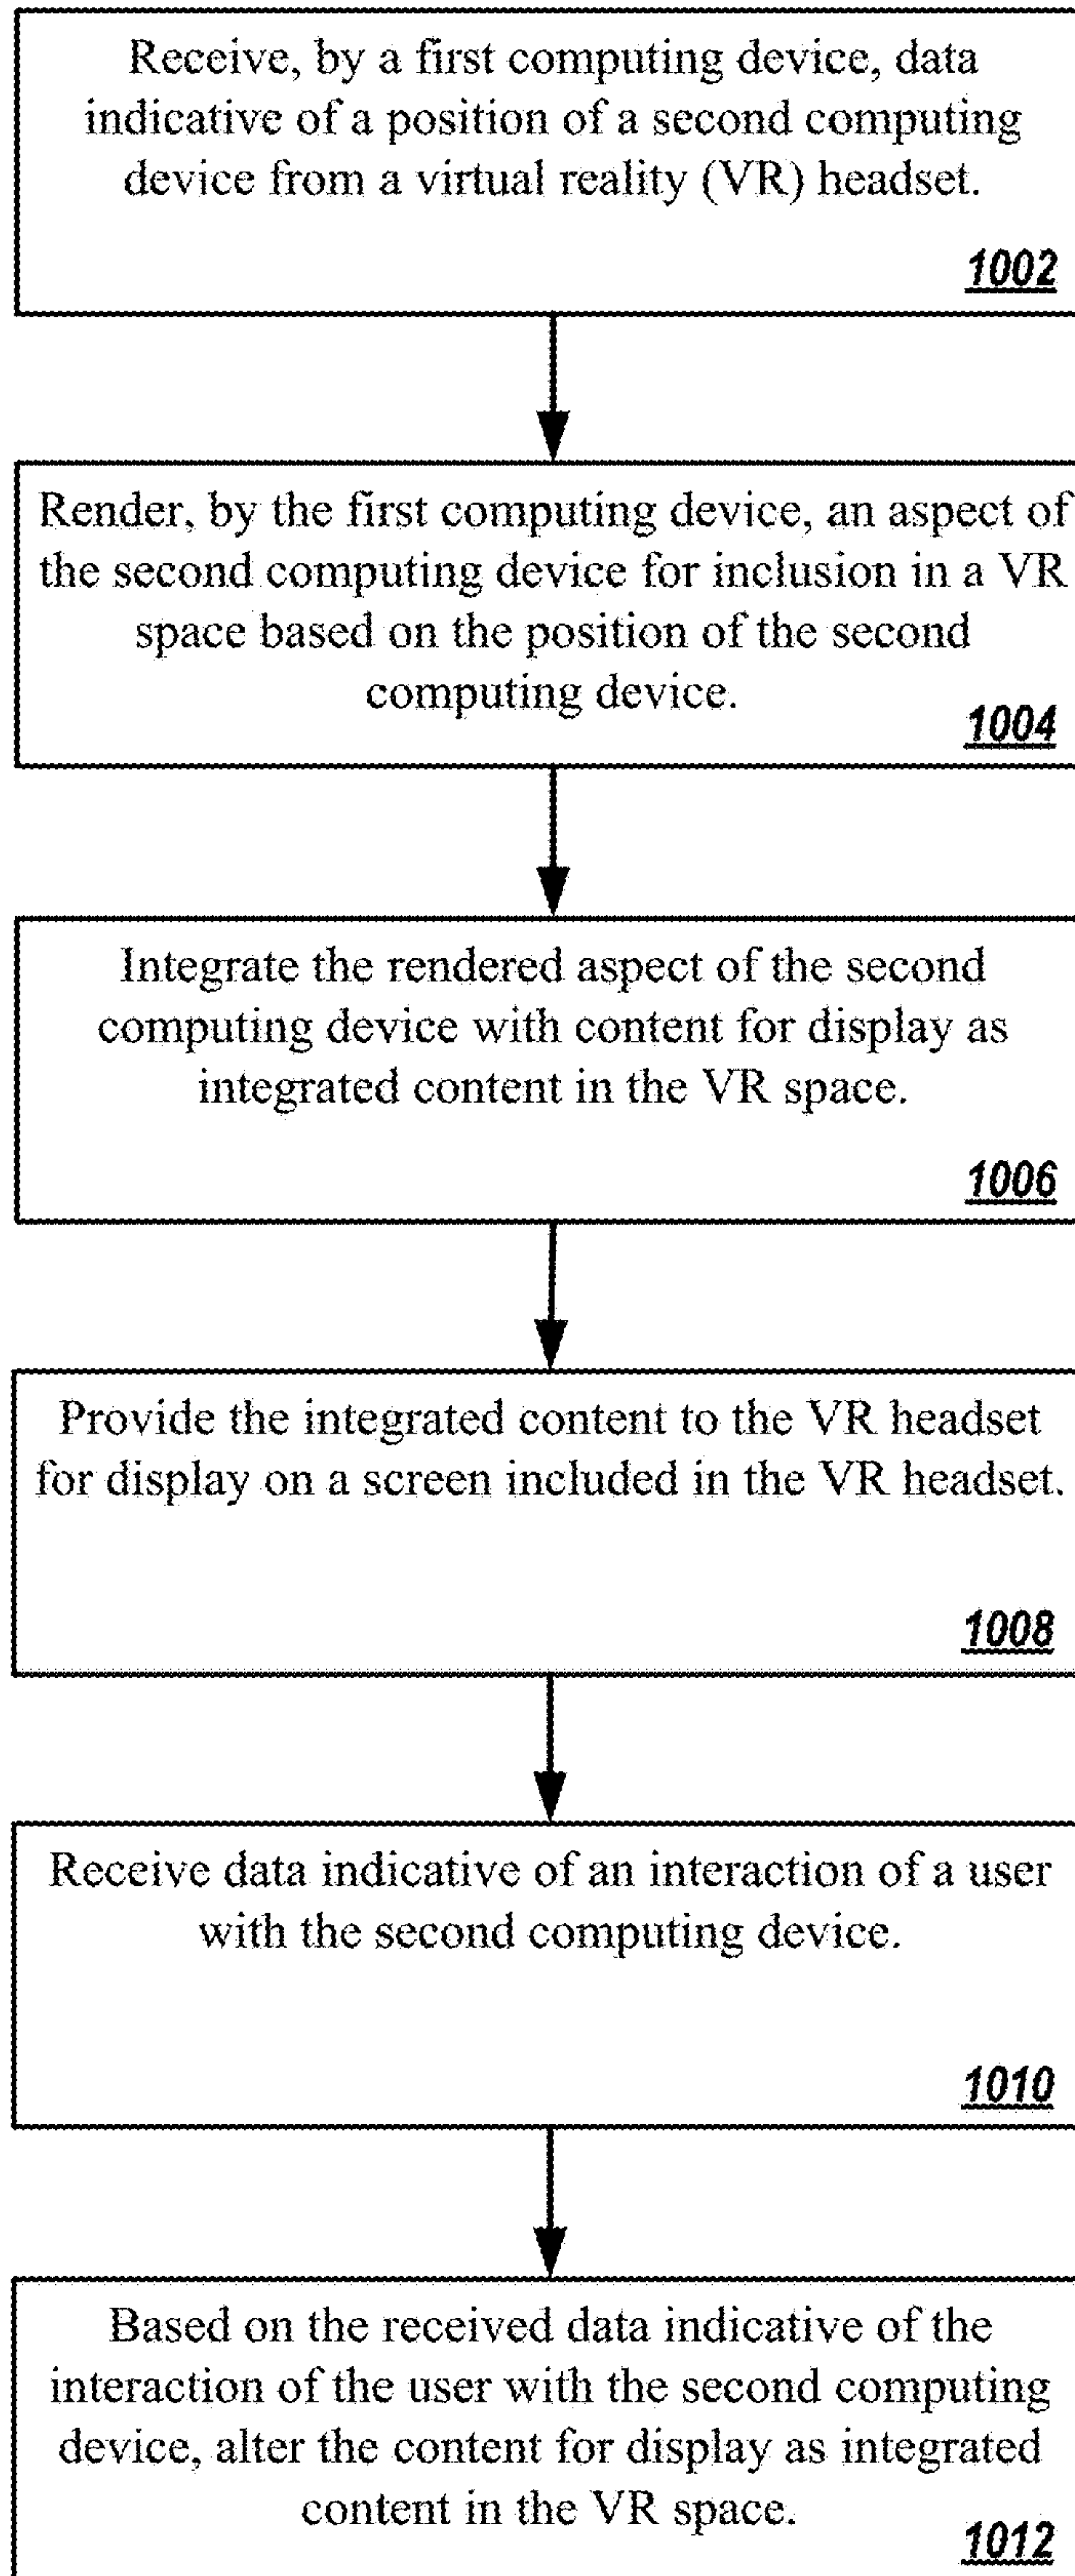 Receive, by a first computing device, data
indicative of a position of a second computing
device from a virtual reality (VR) headset.
1002
Render, by the first computing device, an aspect of
the second computing device for inclusion in a VR
space based on the position of the second
computing device.
1004
Integrate the rendered aspect of the second
computing device with content for display as
integrated content in the VR space.
1006
Provide the integrated content to the VR headset
for display on a screen included in the VR headset.
1008
Receive data indicative of an interaction of a user
with the second computing device.
1010
Based on the received data indicative of the
interaction of the user with the second computing
device, alter the content for display as integrated
content in the VR space.
1012